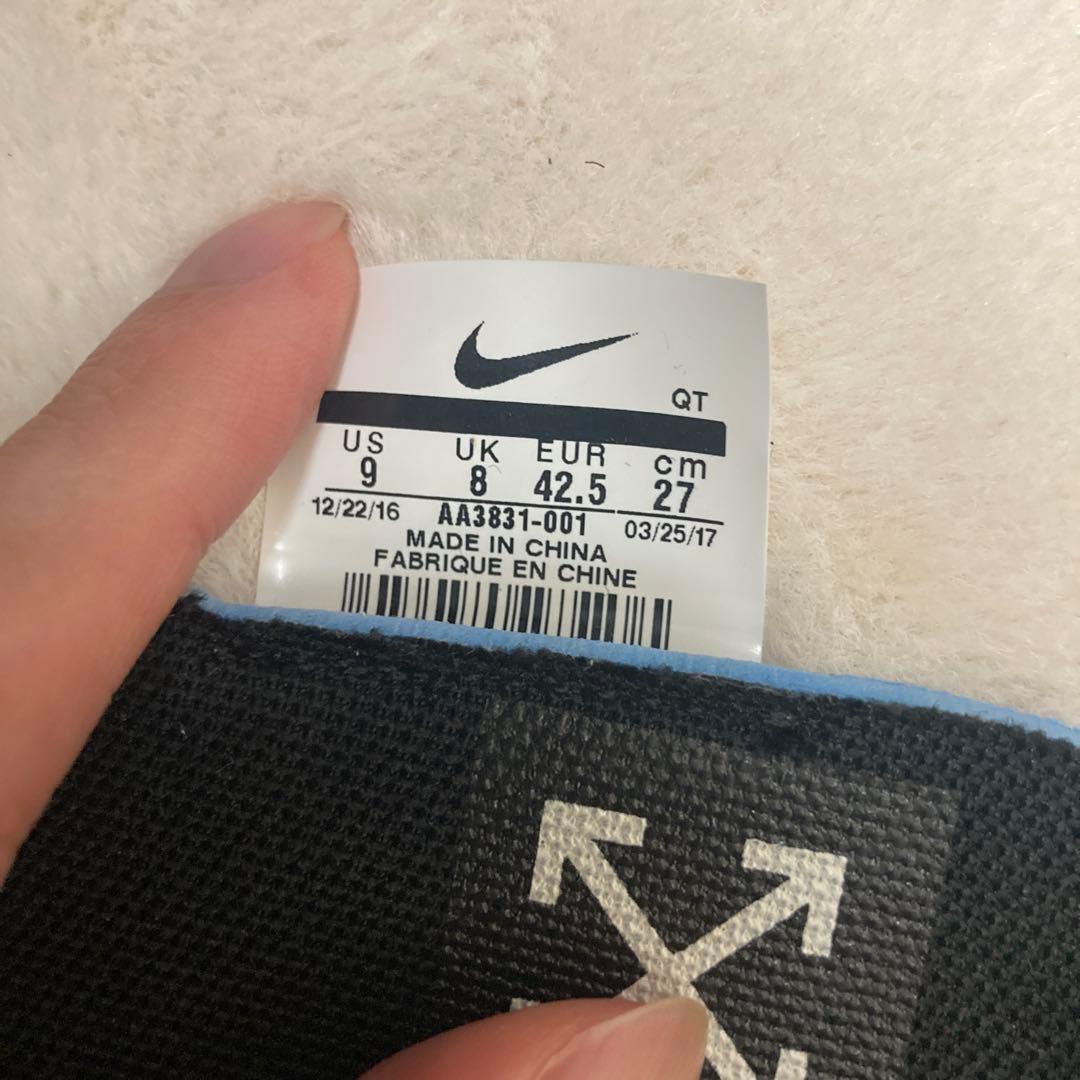 QT
US UK EUR cm
9 8 42.5 27
12/22/16 AA3831-001 03/25/17
MADE IN CHINA
FABRIQUE EN CHINE